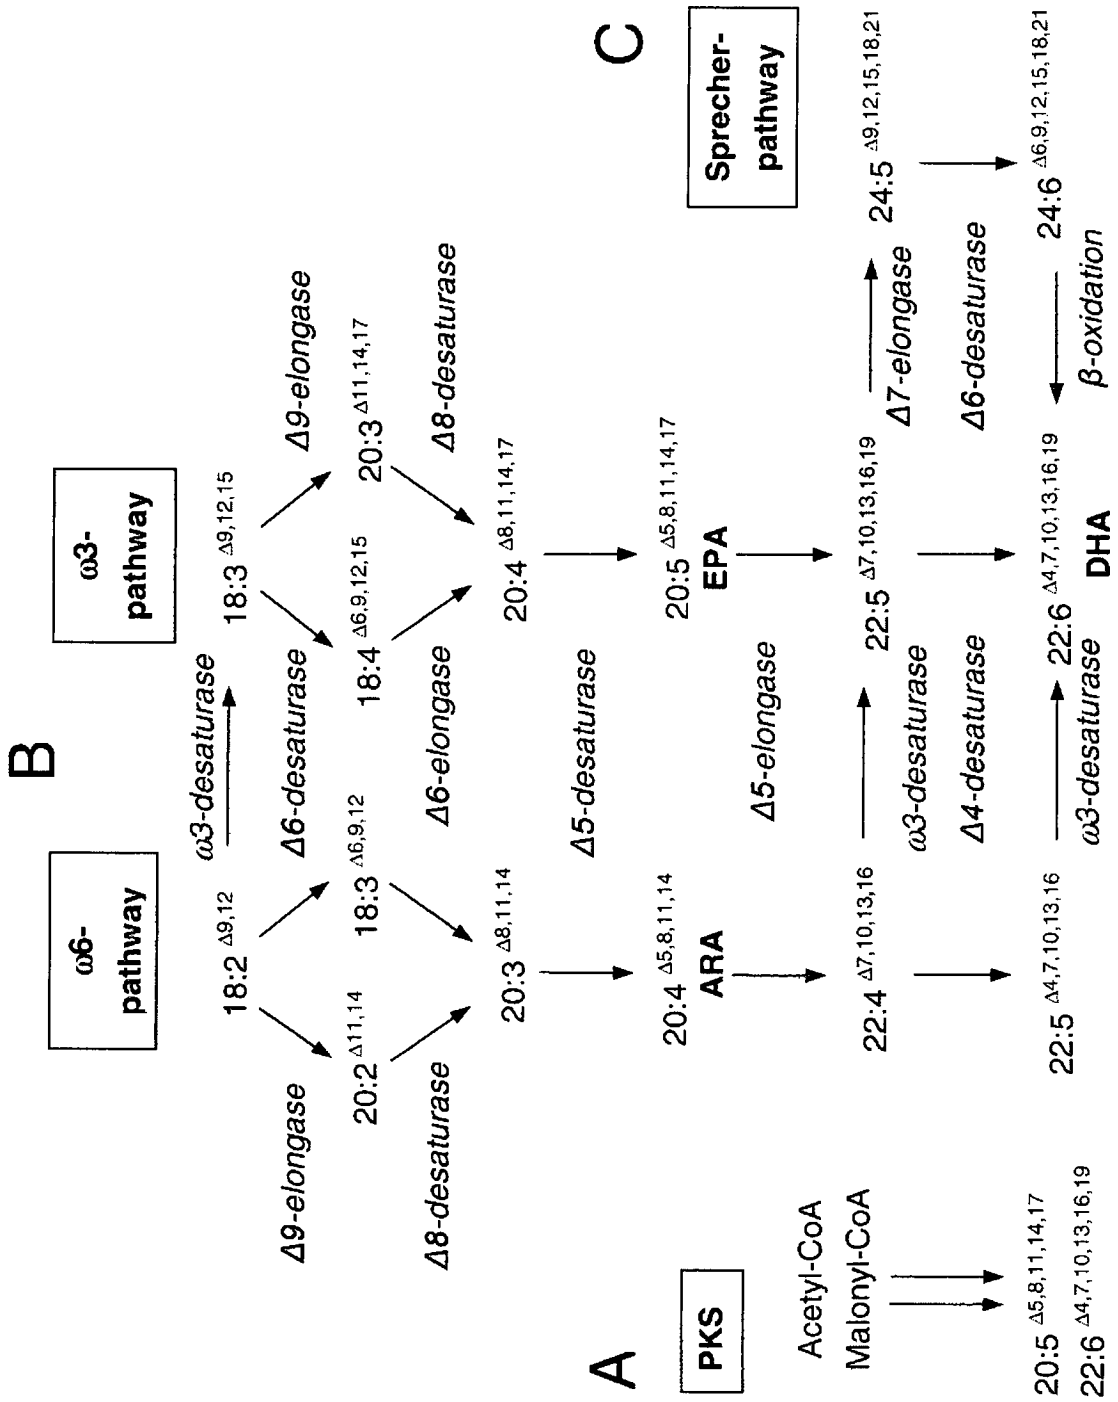 B
ω6-
pathway
ω3-
pathway
18:2 Δ9,12
ω3-desaturase
18:3 Δ9,12,15
Δ9-elongase
Δ6-desaturase
Δ9-elongase
20:2 Δ11,14
18:3 Δ6,9,12
18:4 Δ6,9,12,15
20:3 Δ11,14,17
Δ8-desaturase
Δ6-elongase
Δ8-desaturase
20:3 Δ8,11,14
20:4 Δ8,11,14,17
Δ5-desaturase
20:4 Δ5,8,11,14
ARA
20:5 Δ5,8,11,14,17
EPA
Δ5-elongase
22:4 Δ7,10,13,16
ω3-desaturase
22:5 Δ7,10,13,16,19
Δ4-desaturase
22:5 Δ4,7,10,13,16
ω3-desaturase
22:6 Δ4,7,10,13,16,19
DHA
A
PKS
Acetyl-CoA
Malonyl-CoA
20:5 Δ5,8,11,14,17
22:6 Δ4,7,10,13,16,19
C
Sprecher-
pathway
Δ7-elongase
24:5 Δ9,12,15,18,21
Δ6-desaturase
24:6 Δ6,9,12,15,18,21
β-oxidation